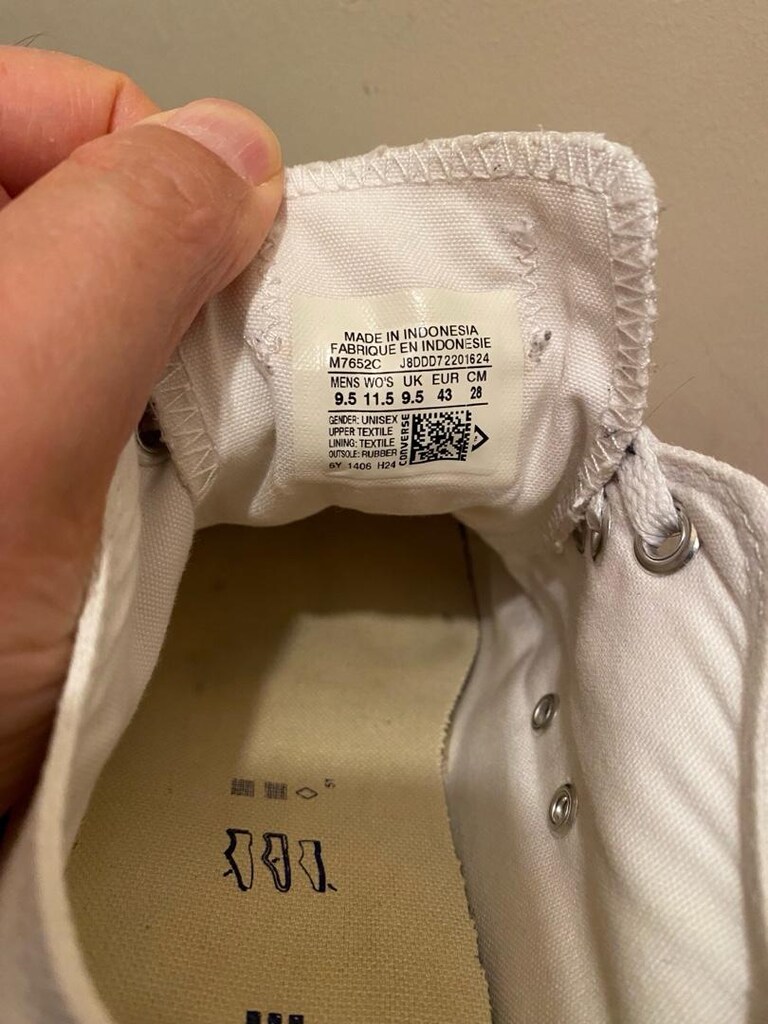 MADE IN INDONESIA
FABRIQUE EN INDONESIE
M7652C J8DDD72201624
MENS WO'S UK EUR CM
9.5 11.5 9.5 43 28
GENDER: UNISEX
UPPER TEXTILE
LINING: TEXTILE
OUTSOLE: RUBBER
6Y 1406 H24
CONVERSE